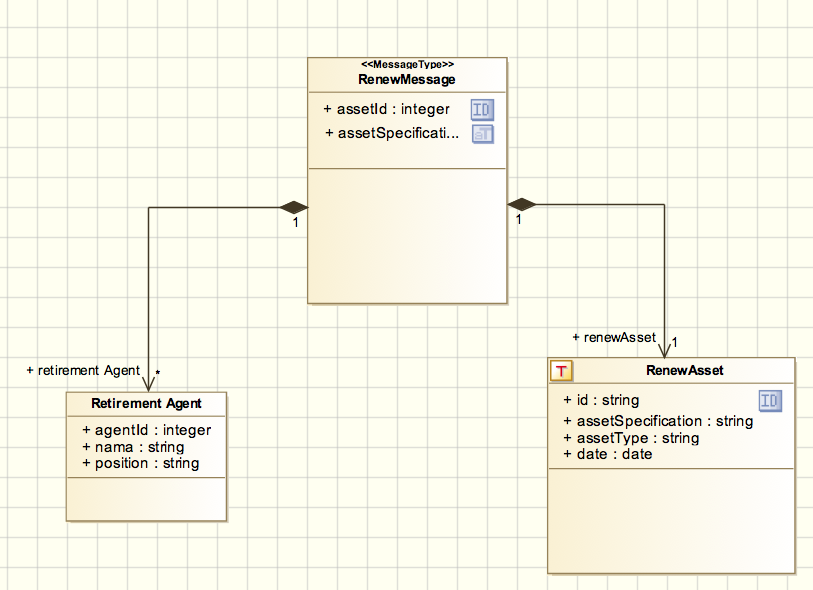 <<MessageType>>
RenewMessage
+ assetId : integer
ID
+ assetSpecificati...
aT
1
1
+ renewAsset
1
+ retirement Agent
*
T
RenewAsset
+ id : string
ID
+ assetSpecification : string
+ assetType : string
+ date : date
Retirement Agent
+ agentId : integer
+ nama : string
+ position : string